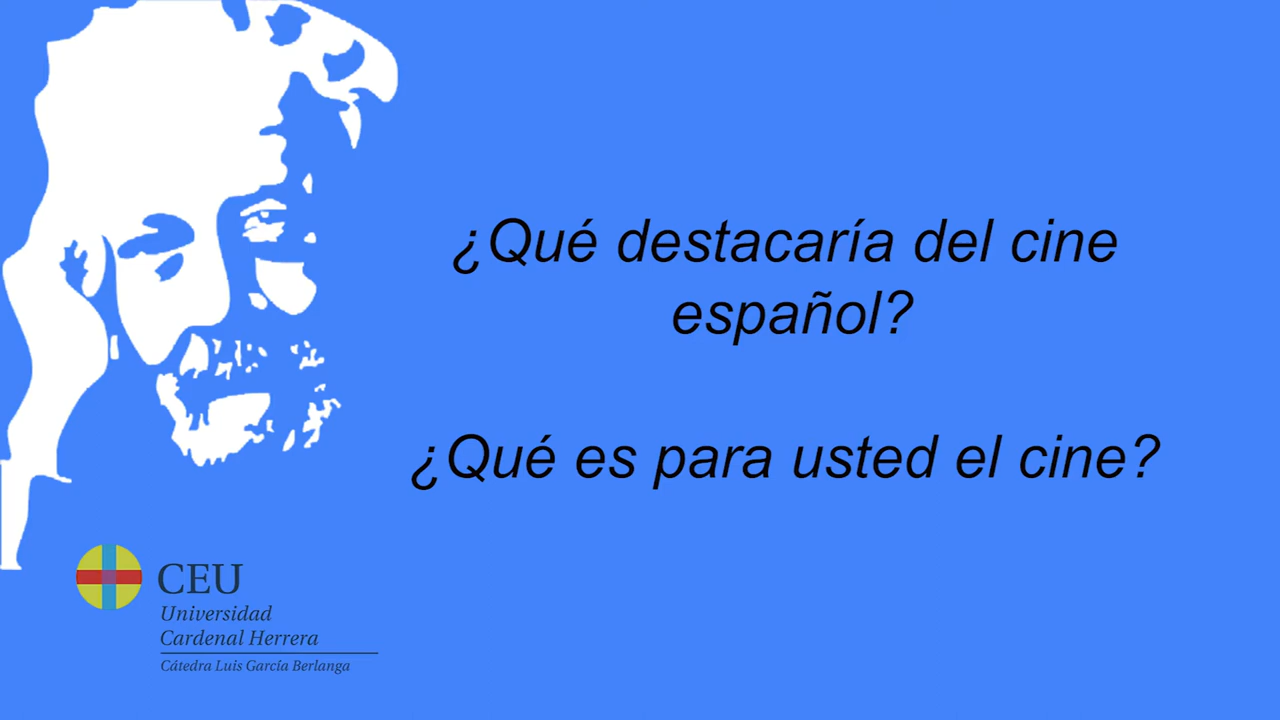 ¿Qué destacaría del cine
español?
¿Qué es para usted el cine?
CEU
Universidad
Cardenal Herrera
Cátedra Luis García Berlanga